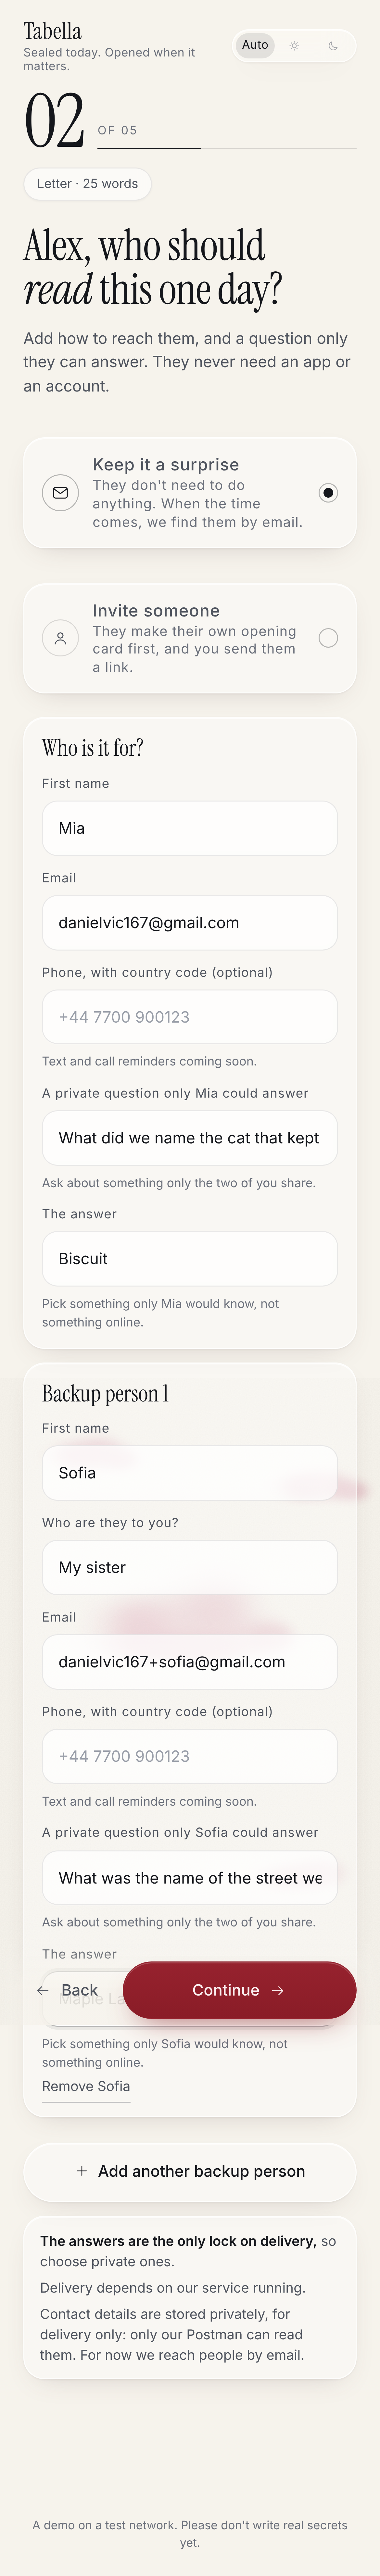 Tabella
Sealed today. Opened when it
matters.
Auto
02
OF 05
Letter · 25 words
Alex, who should
read this one day?
Add how to reach them, and a question only
they can answer. They never need an app or
an account.
Keep it a surprise
They don't need to do
anything. When the time
comes, we find them by email.
Invite someone
They make their own opening
card first, and you send them
a link.
Who is it for?
First name
Mia
Email
danielvic167@gmail.com
Phone, with country code (optional)
+44 7700 900123
Text and call reminders coming soon.
A private question only Mia could answer
What did we name the cat that kept
Ask about something only the two of you share.
The answer
Biscuit
Pick something only Mia would know, not
something online.
Backup person 1
First name
Sofia
Who are they to you?
My sister
Email
danielvic167+sofia@gmail.com
Phone, with country code (optional)
+44 7700 900123
Text and call reminders coming soon.
A private question only Sofia could answer
What was the name of the street we
Ask about something only the two of you share.
The answer
Maple La
← Back
Continue →
Pick something only Sofia would know, not
something online.
Remove Sofia
+ Add another backup person
The answers are the only lock on delivery, so
choose private ones.
Delivery depends on our service running.
Contact details are stored privately, for
delivery only: only our Postman can read
them. For now we reach people by email.
A demo on a test network. Please don't write real secrets
yet.